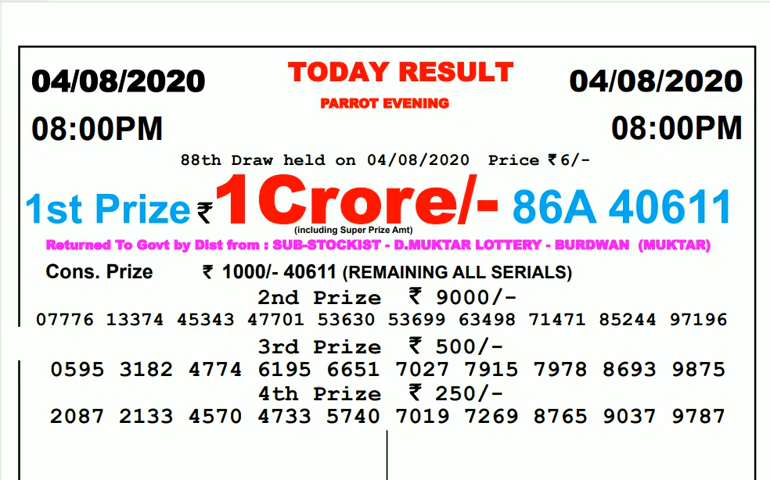 TODAY RESULT
04/08/2020 04/08/2020
PARROT EVENING
08:00PM 08:00PM
88th Draw held on 04/08/2020 Price ₹6/-
1st Prize ₹ 1Crore/- 86A 40611
(including Super Prize Amt)
Returned To Govt by Dist from : SUB-STOCKIST - D.MUKTAR LOTTERY - BURDWAN (MUKTAR)
Cons. Prize ₹ 1000/- 40611 (REMAINING ALL SERIALS)
2nd Prize ₹ 9000/-
07776 13374 45343 47701 53630 53699 63498 71471 85244 97196
3rd Prize ₹ 500/-
0595 3182 4774 6195 6651 7027 7915 7978 8693 9875
4th Prize ₹ 250/-
2087 2133 4570 4733 5740 7019 7269 8765 9037 9787